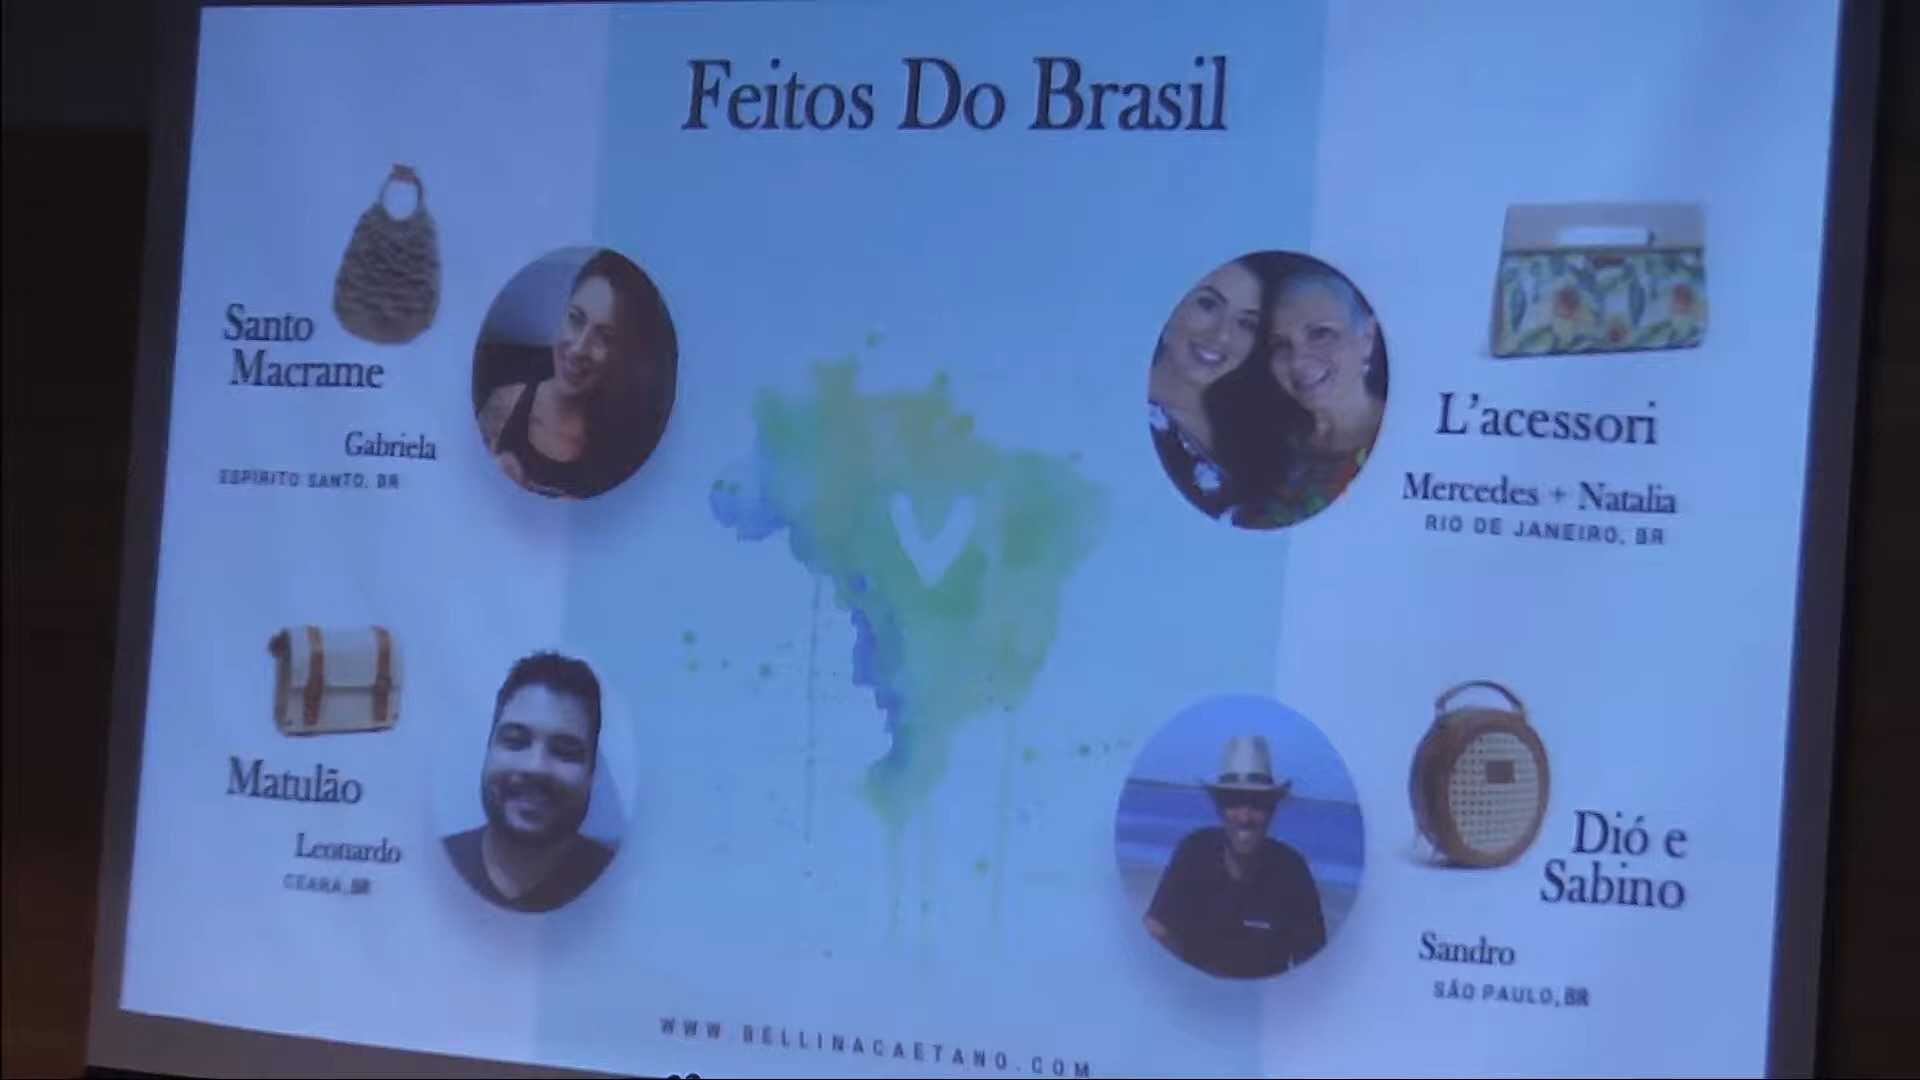 Feitos Do Brasil
Santo
Macrame
Gabriela
ESPÍRITO SANTO, BR
L'acessori
Mercedes + Natalia
RIO DE JANEIRO, BR
Matulão
Leonardo
CEARÁ, BR
Dió e
Sabino
Sandro
SÃO PAULO, BR
WWW.BELLINACAETANO.COM